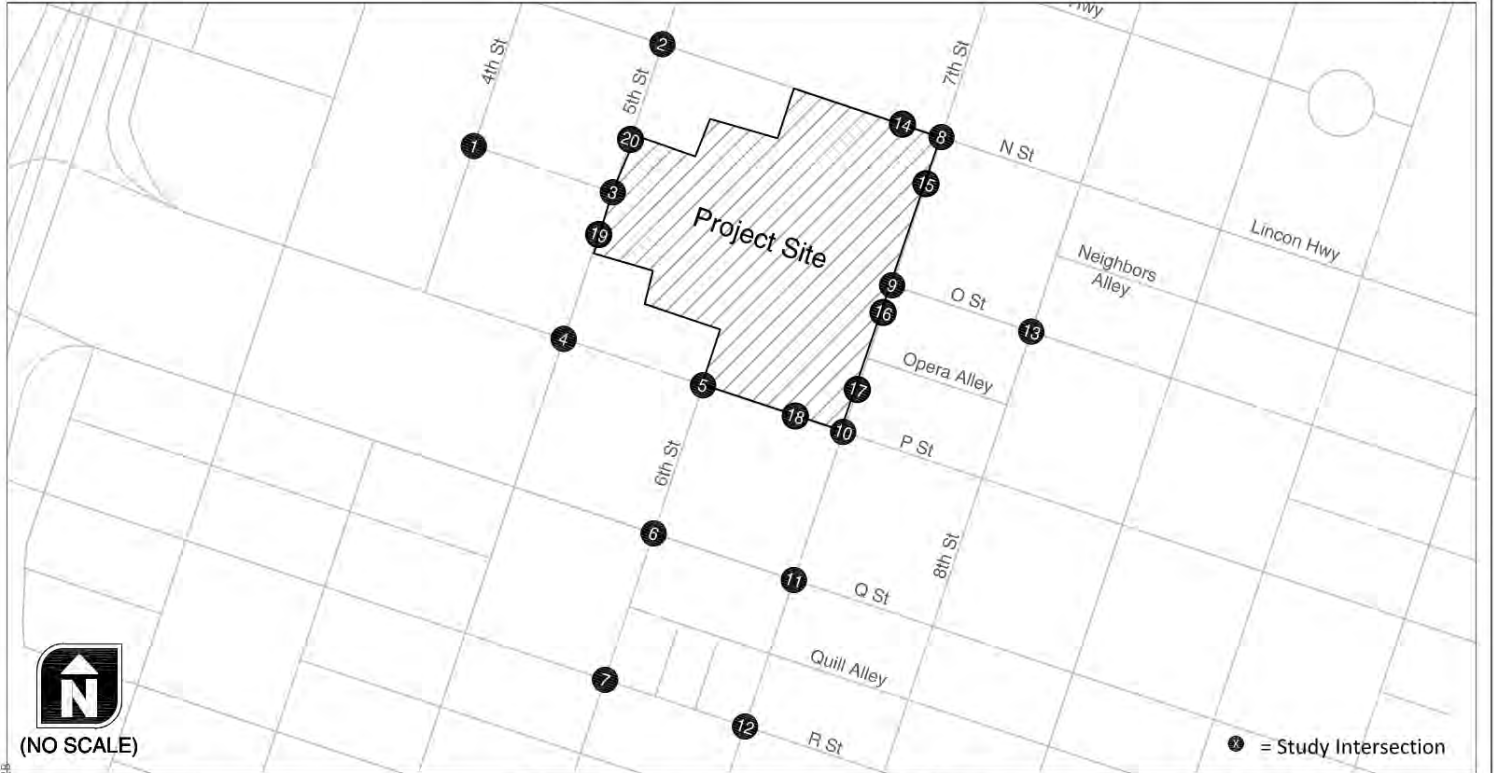 Hwy
2
7th St
4th St
5th St
14
8
20
1
N St
15
3
Project Site
19
Lincon Hwy
Neighbors
Alley
9
O St
16
13
4
Opera Alley
5
17
18
10
P St
6th St
6
8th St
11
Q St
Quill Alley
7
12
R St
N
(NO SCALE)
X = Study Intersection